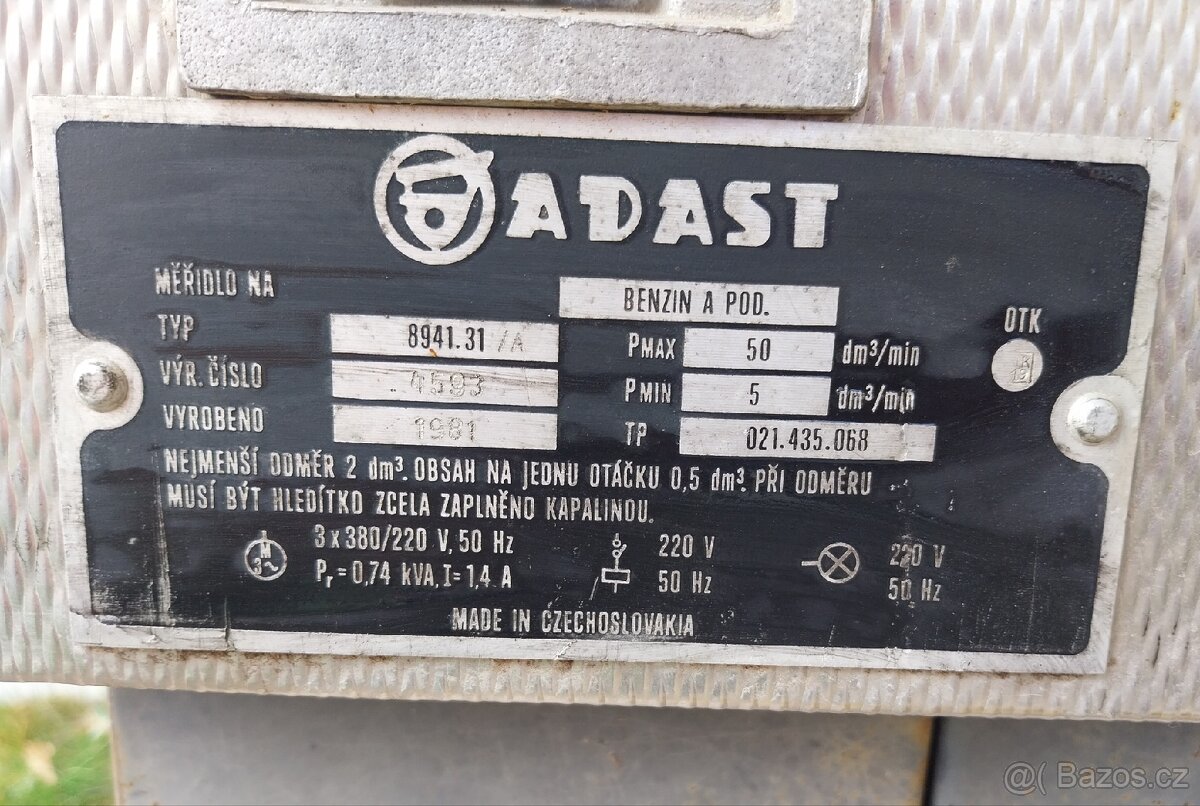 ADAST
MĚŘIDLO NA BENZIN A POD.
TYP 8941.31 /A PMAX 50 dm³/min
VÝR. ČÍSLO 4593 PMIN 5 dm³/min
VYROBENO 1981 TP 021.435.068
OTK
NEJMENŠÍ ODMĚR 2 dm³. OBSAH NA JEDNU OTÁČKU 0,5 dm³. PŘI ODMĚRU
MUSÍ BÝT HLEDÍTKO ZCELA ZAPLNĚNO KAPALINOU.
M 3~ 3 x 380/220 V, 50 Hz 220 V 220 V
Pr = 0,74 kVA, I = 1,4 A 50 Hz 50 Hz
MADE IN CZECHOSLOVAKIA
@( Bazos.cz